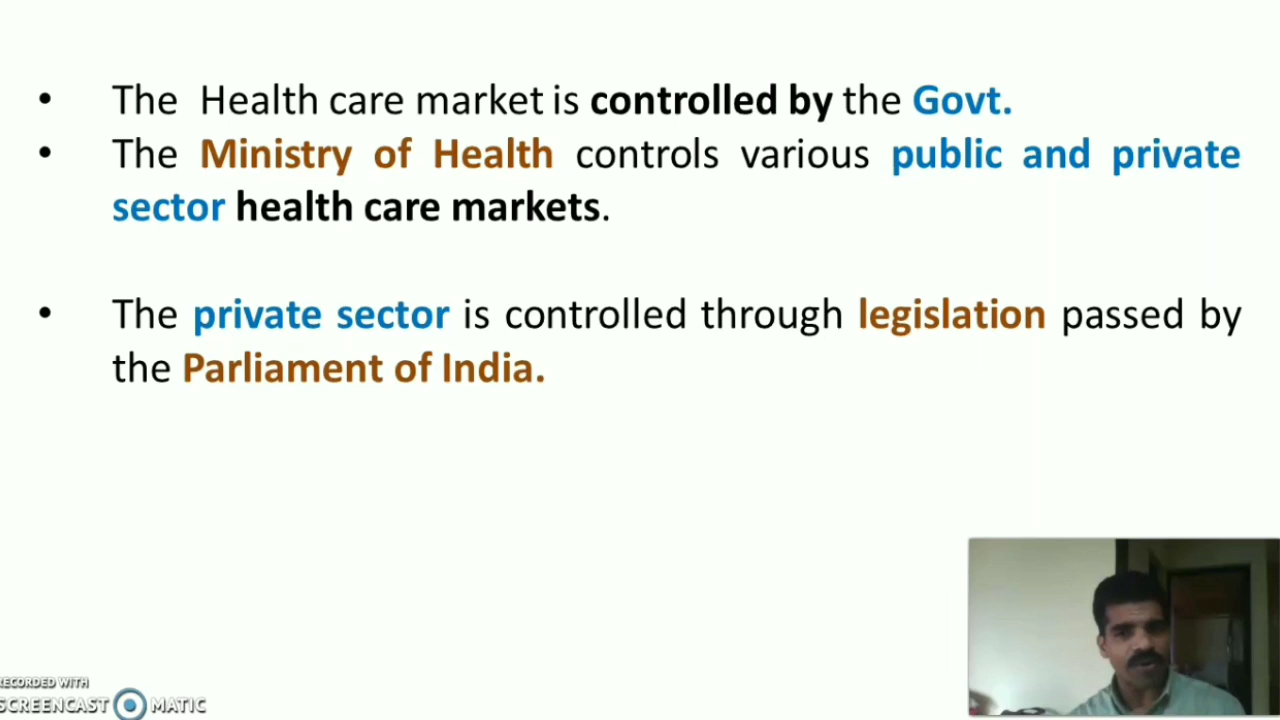 • The Health care market is controlled by the Govt.
• The Ministry of Health controls various public and private
sector health care markets.
• The private sector is controlled through legislation passed by
the Parliament of India.
RECORDED WITH
SCREENCAST MATIC